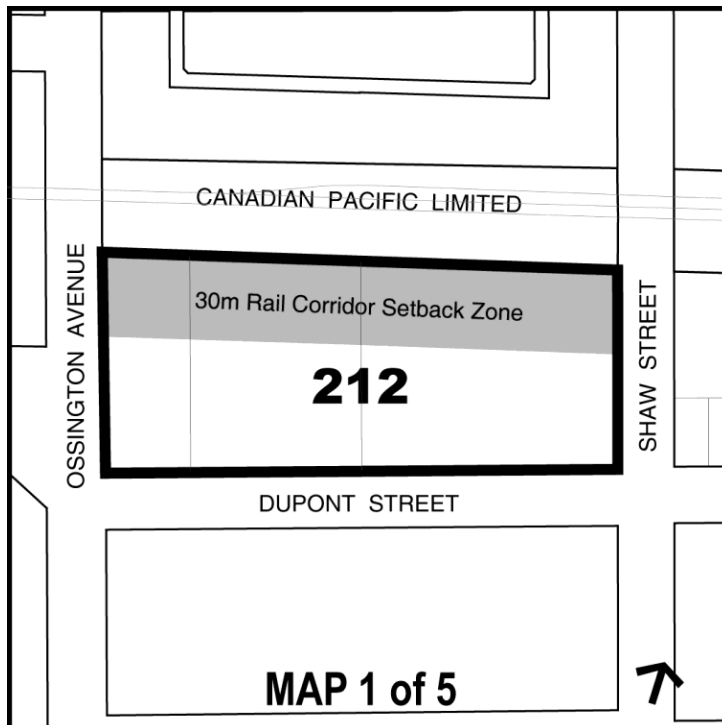 CANADIAN PACIFIC LIMITED
OSSINGTON AVENUE
30m Rail Corridor Setback Zone
SHAW STREET
212
DUPONT STREET
MAP 1 of 5